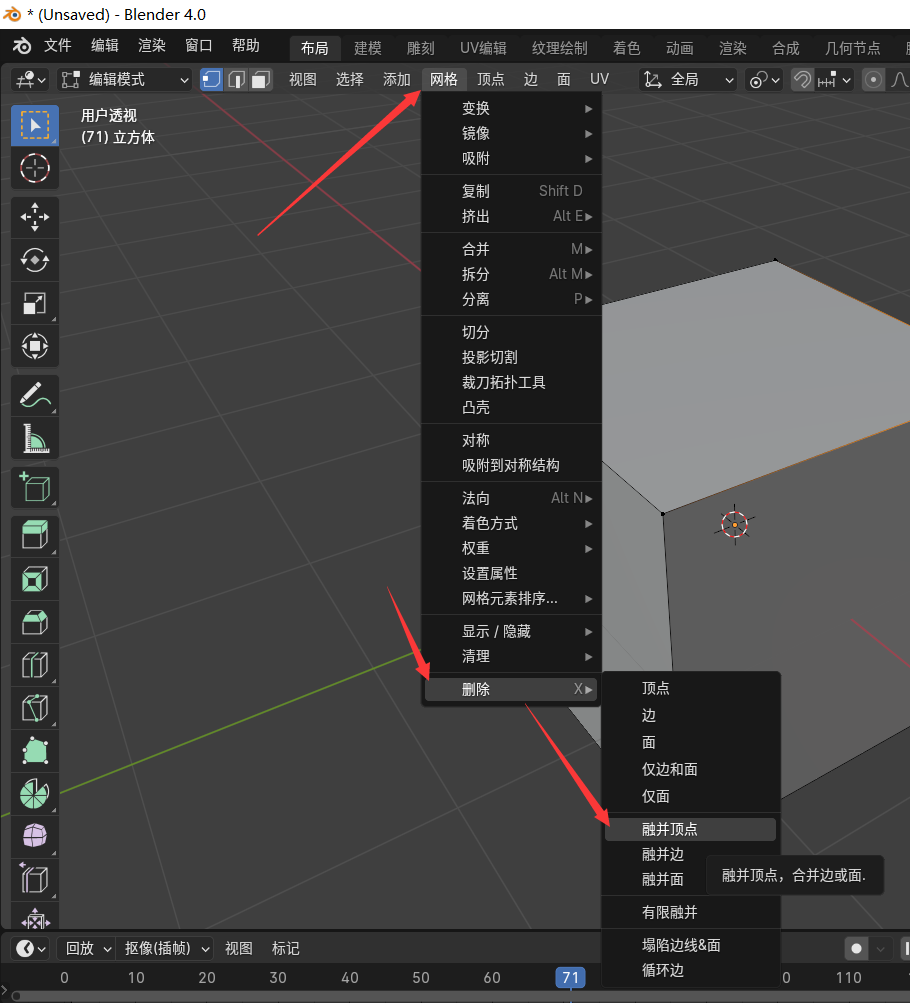 * (Unsaved) - Blender 4.0
文件 编辑 渲染 窗口 帮助 布局 建模 雕刻 UV编辑 纹理绘制 着色 动画 渲染 合成 几何节点
编辑模式 视图 选择 添加 网格 顶点 边 面 UV 全局
用户透视
(71) 立方体
变换
镜像
吸附
复制 Shift D
挤出 Alt E
合并 M
拆分 Alt M
分离 P
切分
投影切割
裁刀拓扑工具
凸壳
对称
吸附到对称结构
法向 Alt N
着色方式
权重
设置属性
网格元素排序...
显示 / 隐藏
清理
删除 X
顶点
边
面
仅边和面
仅面
融并顶点
融并边
融并面
融并顶点，合并边或面.
有限融并
塌陷边线&面
循环边
回放 抠像(插帧) 视图 标记
0 10 20 30 40 50 60 71 0 110